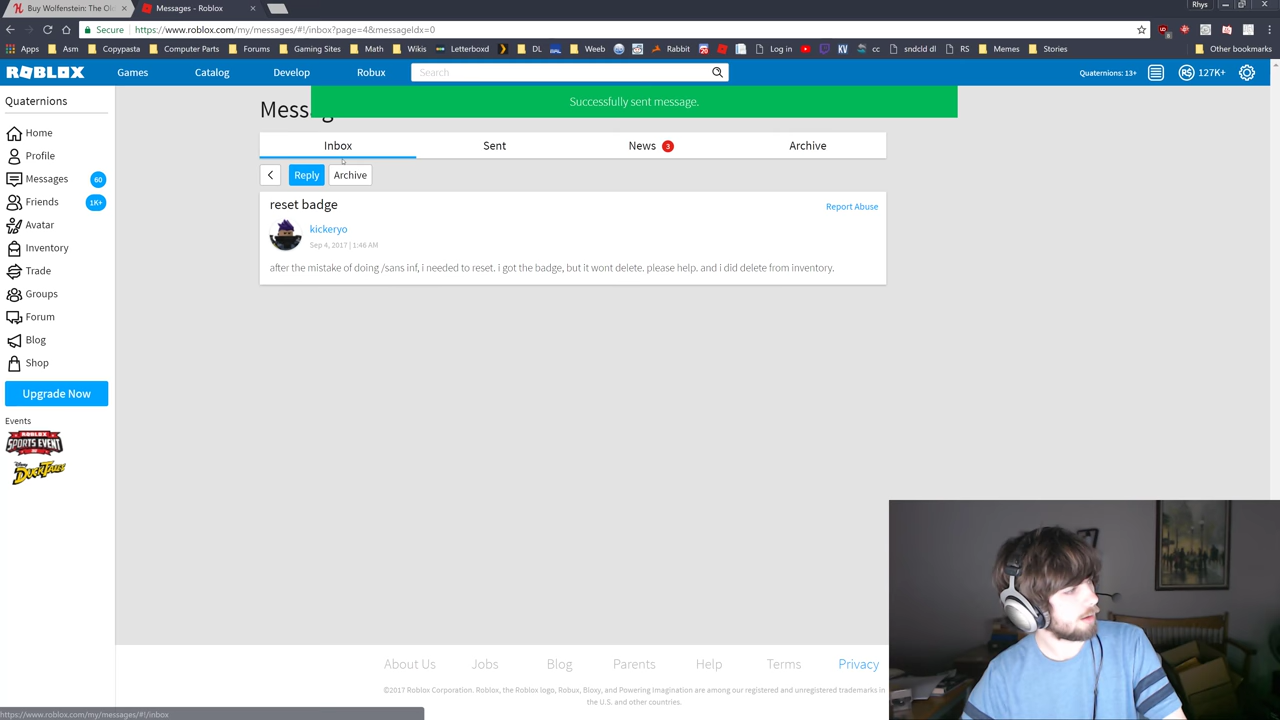 Buy Wolfenstein: The Ol
Messages - Roblox
Rhys
Secure
https://www.roblox.com/my/messages/#!/inbox?page=4&messageIdx=0
Apps
Asm
Copypasta
Computer Parts
Forums
Gaming Sites
Math
Wikis
Letterboxd
DL
Weeb
Rabbit
Log in
KV
cc
sndcld dl
RS
Memes
Stories
Other bookmarks
ROBLOX
Games
Catalog
Develop
Robux
Search
Quaternions: 13+
R$
127K+
Quaternions
Successfully sent message.
Messag
Home
Profile
Messages 60
Friends 1K+
Avatar
Inventory
Trade
Groups
Forum
Blog
Shop
Upgrade Now
Events
ROBLOX
SPORTS EVENT
DUCKTALES
Inbox
Sent
News 3
Archive
Reply
Archive
reset badge
Report Abuse
kickeryo
Sep 4, 2017 | 1:46 AM
after the mistake of doing /sans inf, i needed to reset. i got the badge, but it wont delete. please help. and i did delete from inventory.
About Us
Jobs
Blog
Parents
Help
Terms
Privacy
©2017 Roblox Corporation. Roblox, the Roblox logo, Robux, Bloxy, and Powering Imagination are among our registered and unregistered trademarks in
the U.S. and other countries.
https://www.roblox.com/my/messages/#!/inbox